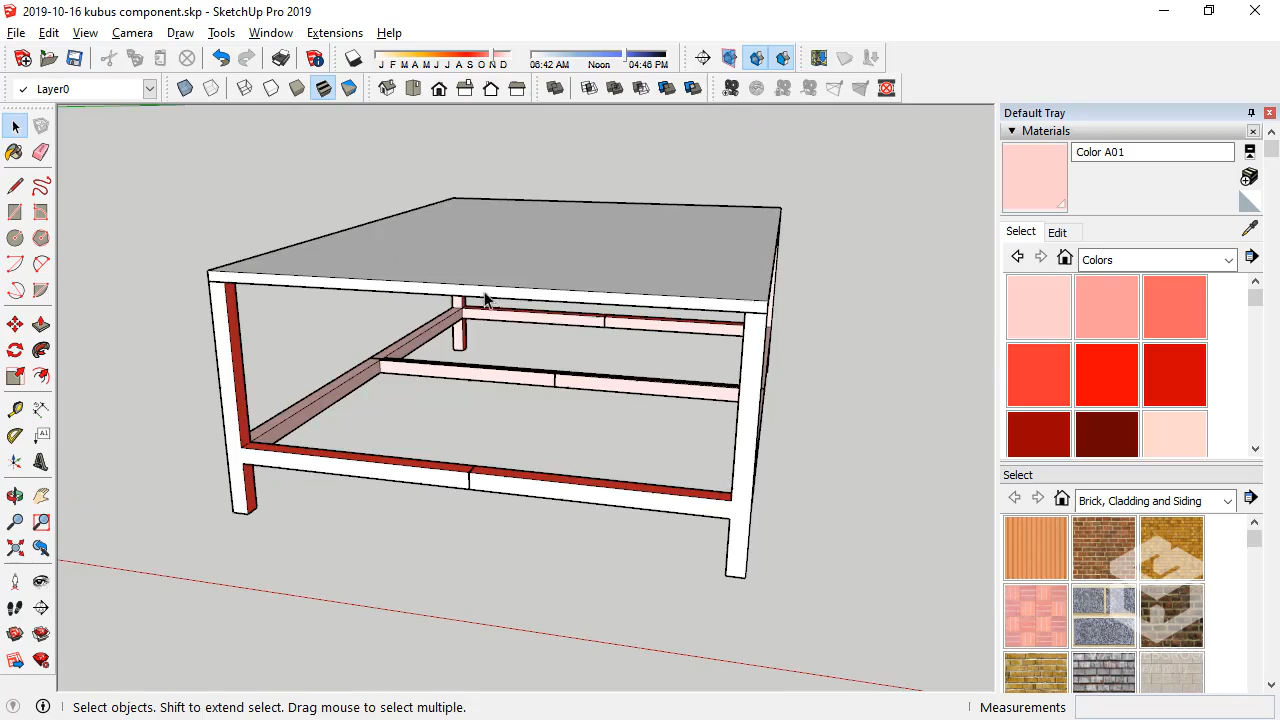 2019-10-16 kubus component.skp - SketchUp Pro 2019
File Edit View Camera Draw Tools Window Extensions Help
J F M A M J J A S O N D
06:42 AM Noon 04:46 PM
✓ Layer0
Default Tray
Materials
Color A01
Select Edit
Colors
A1
Select
Brick, Cladding and Siding
Select objects. Shift to extend select. Drag mouse to select multiple.
Measurements